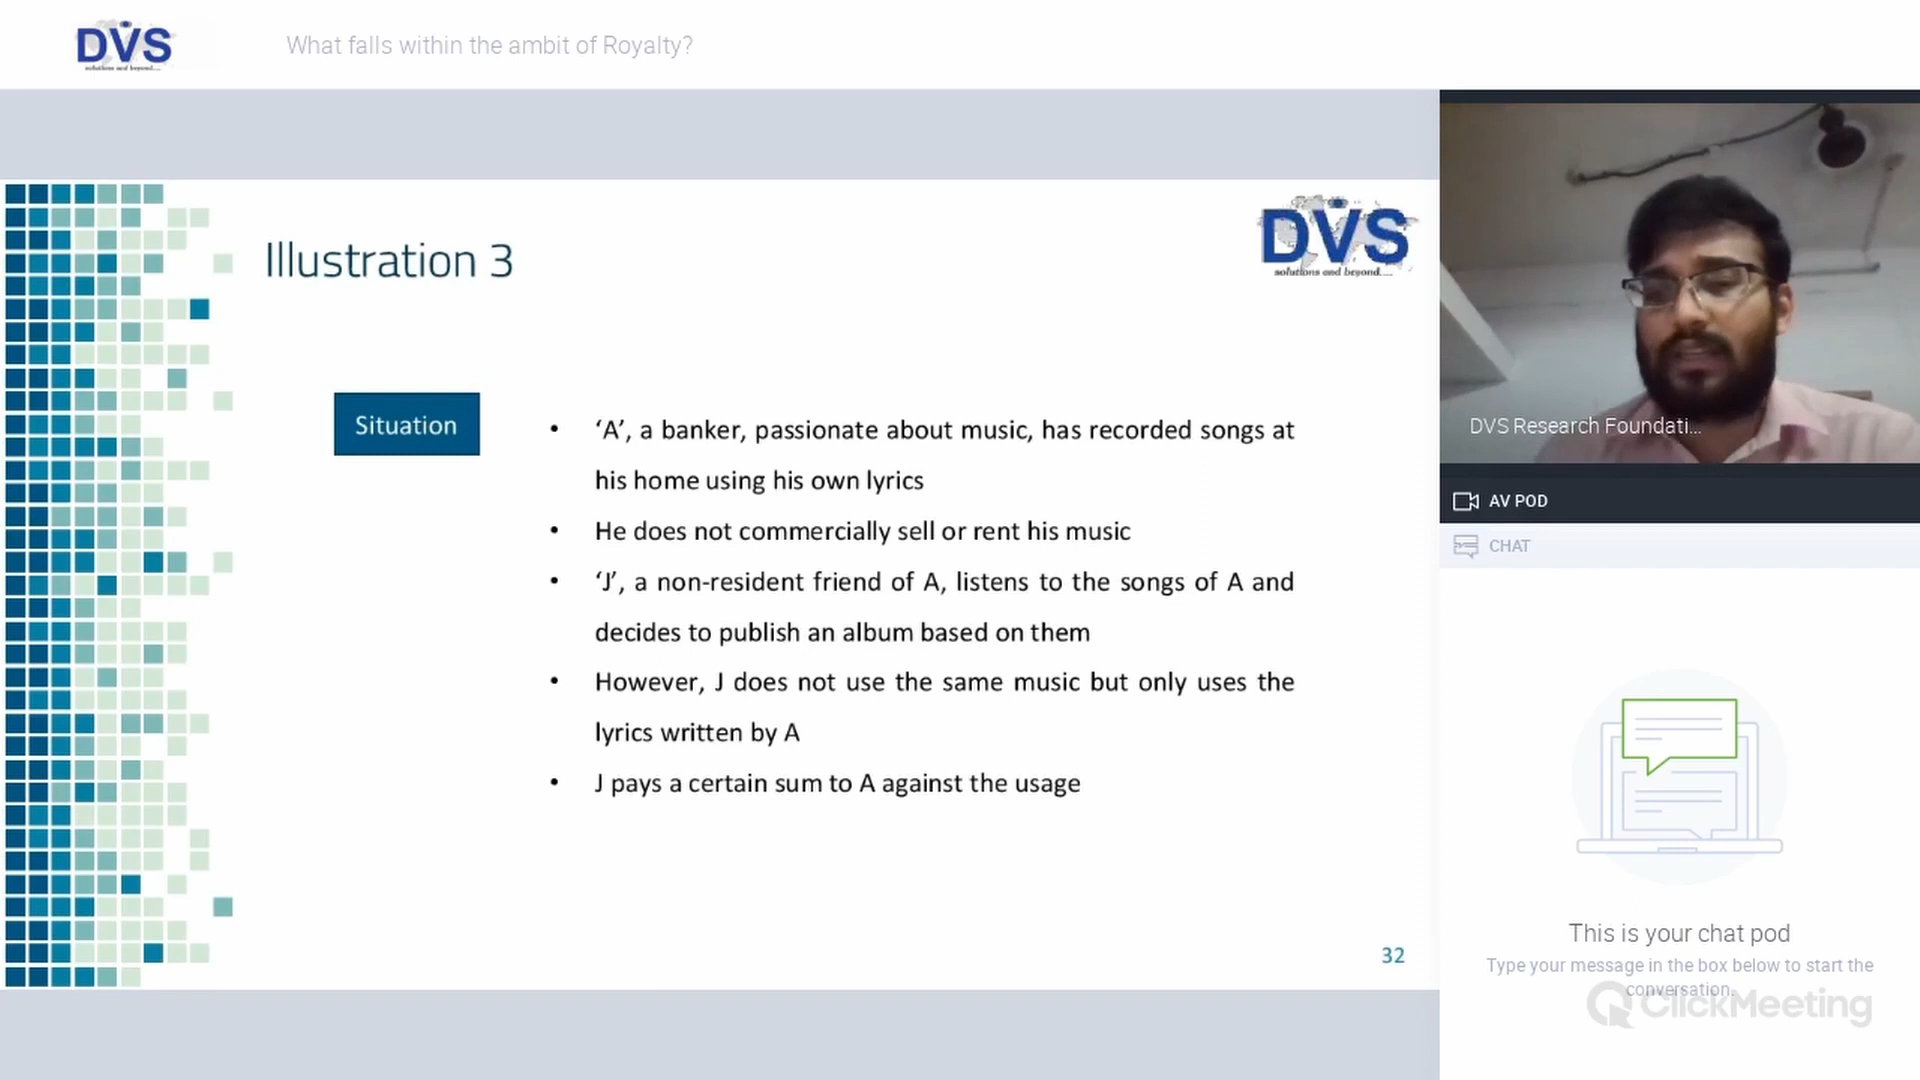 DVS
solutions and beyond....
What falls within the ambit of Royalty?
Illustration 3
DVS
solutions and beyond....
Situation
• ‘A’, a banker, passionate about music, has recorded songs at
his home using his own lyrics
• He does not commercially sell or rent his music
• ‘J’, a non-resident friend of A, listens to the songs of A and
decides to publish an album based on them
• However, J does not use the same music but only uses the
lyrics written by A
• J pays a certain sum to A against the usage
32
DVS Research Foundati...
AV POD
CHAT
This is your chat pod
Type your message in the box below to start the
conversation.
ClickMeeting